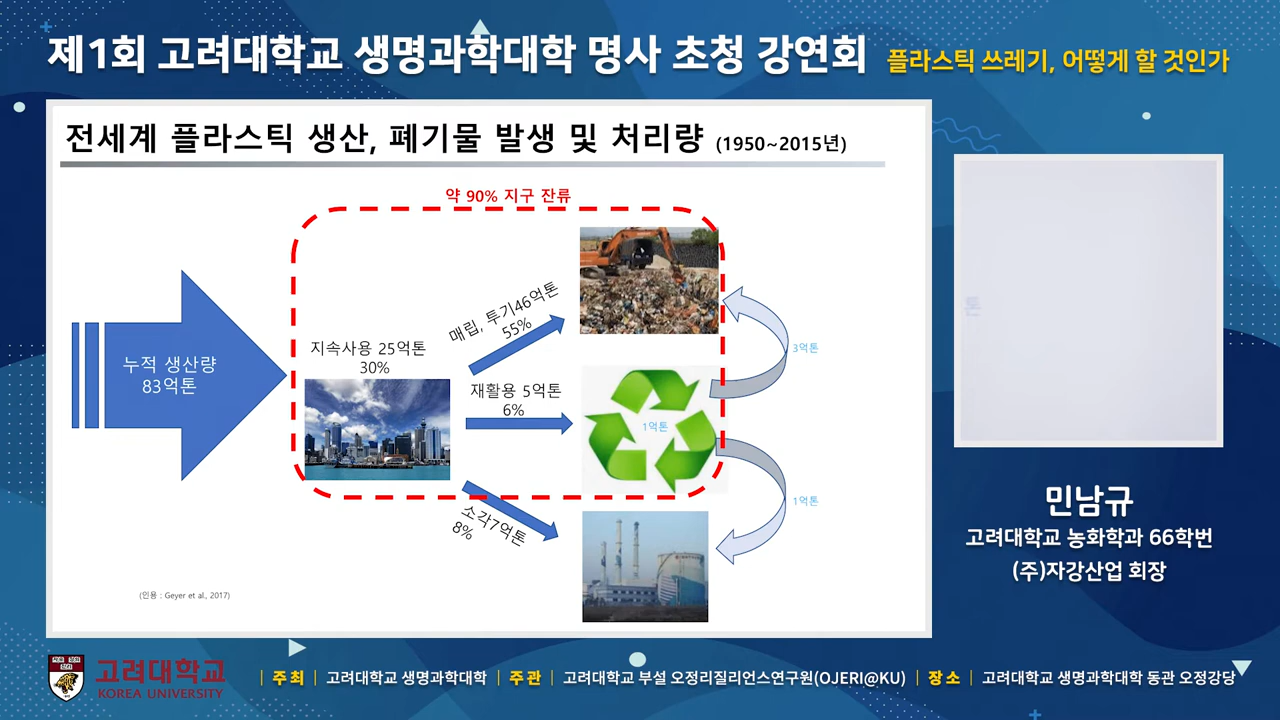 제1회 고려대학교 생명과학대학 명사 초청 강연회 플라스틱 쓰레기, 어떻게 할 것인가
전세계 플라스틱 생산, 폐기물 발생 및 처리량 (1950~2015년)
약 90% 지구 잔류
누적 생산량
83억톤
지속사용 25억톤
30%
매립, 투기46억톤
55%
재활용 5억톤
6%
소각7억톤
8%
3억톤
1억톤
1억톤
(인용 : Geyer et al., 2017)
톤
민남규
고려대학교 농화학과 66학번
(주)자강산업 회장
고려대학교
KOREA UNIVERSITY
| 주최 | 고려대학교 생명과학대학 | 주관 | 고려대학교 부설 오정리질리언스연구원(OJERI@KU) | 장소 | 고려대학교 생명과학대학 동관 오정강당